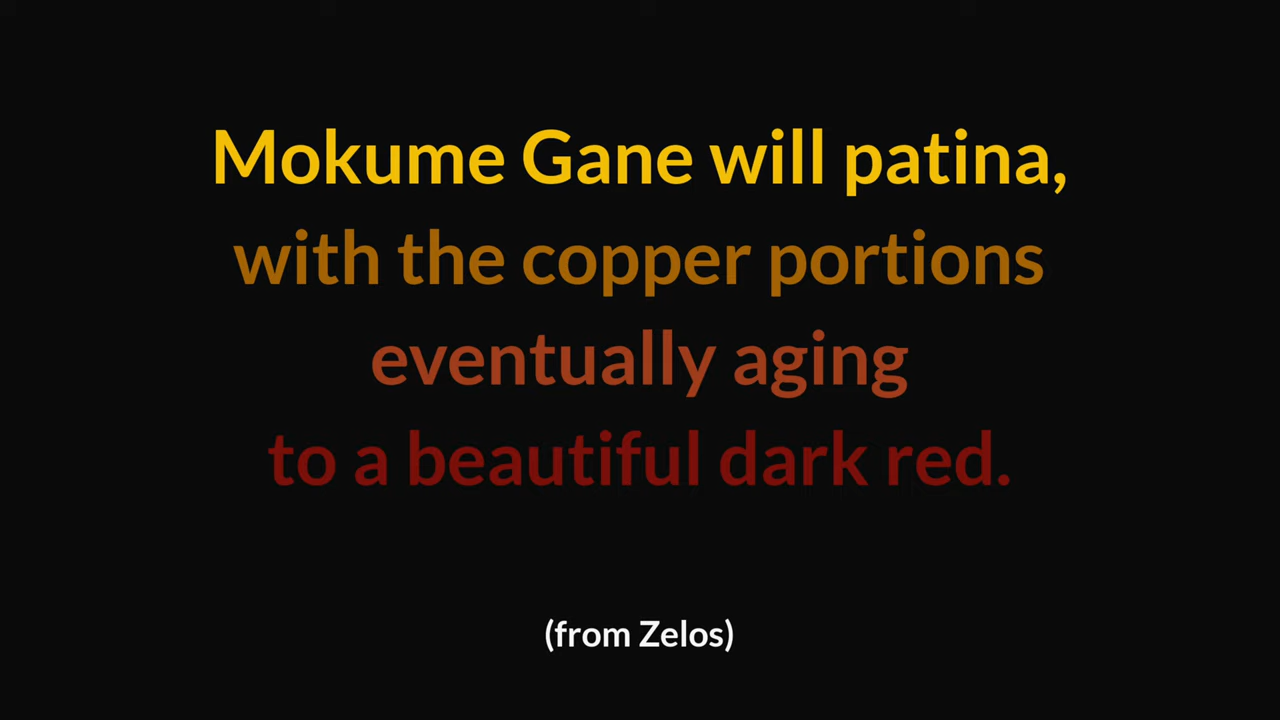 Mokume Gane will patina,
with the copper portions
eventually aging
to a beautiful dark red.
(from Zelos)